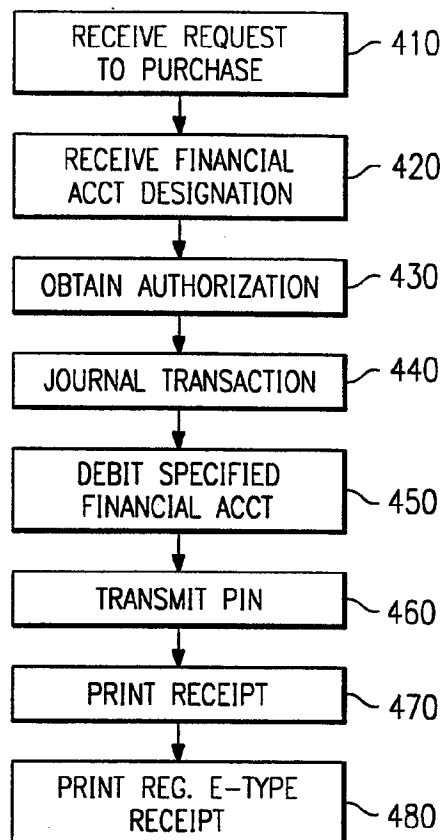 RECEIVE REQUEST
TO PURCHASE
410
RECEIVE FINANCIAL
ACCT DESIGNATION
420
OBTAIN AUTHORIZATION
430
JOURNAL TRANSACTION
440
DEBIT SPECIFIED
FINANCIAL ACCT
450
TRANSMIT PIN
460
PRINT RECEIPT
470
PRINT REG. E-TYPE
RECEIPT
480